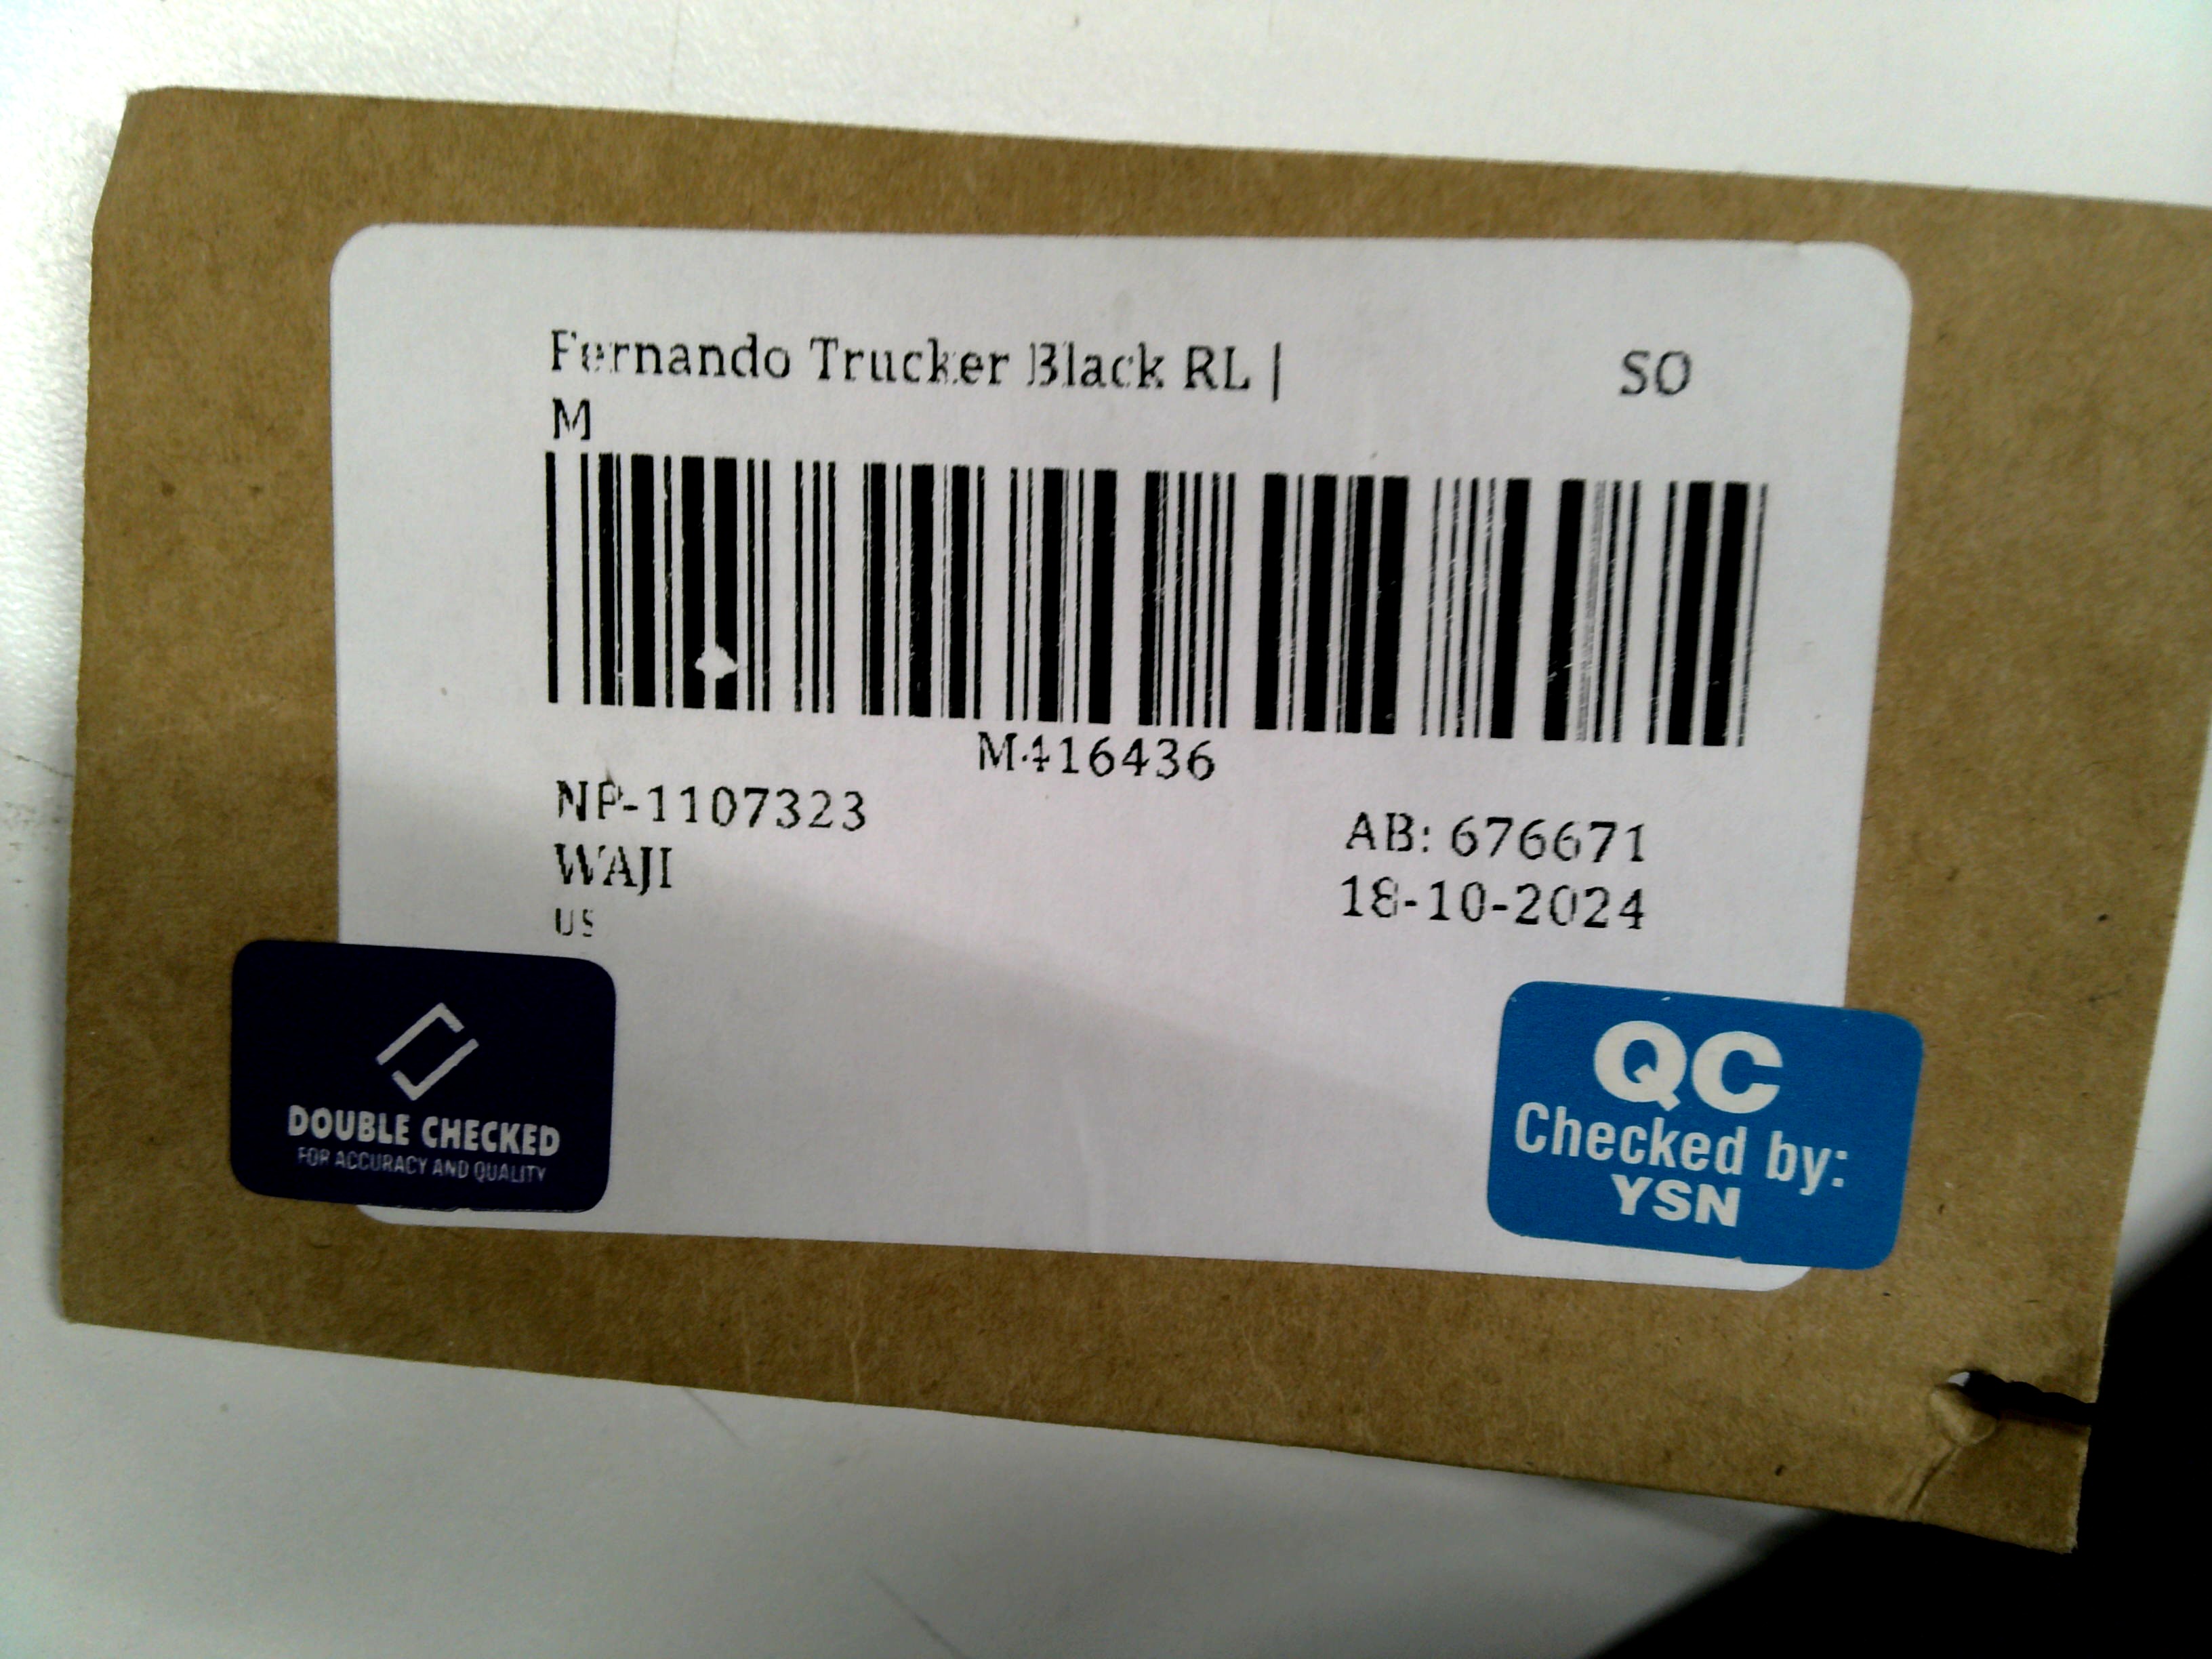 Fernando Trucker Black RL | SO
M
M416436
NP-1107323
WAJI
US
AB: 676671
18-10-2024
DOUBLE CHECKED
FOR ACCURACY AND QUALITY
QC
Checked by:
YSN